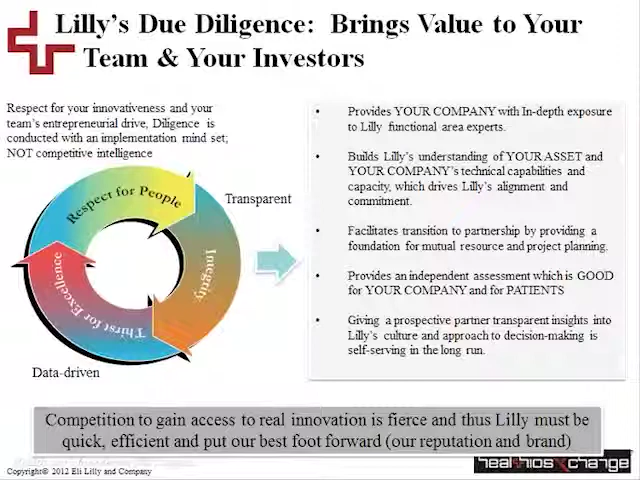 Lilly's Due Diligence: Brings Value to Your
Team & Your Investors
Respect for your innovativeness and your
team's entrepreneurial drive, Diligence is
conducted with an implementation mind set;
NOT competitive intelligence
Respect for People
Transparent
Integrity
Thirst for Excellence
Data-driven
• Provides YOUR COMPANY with In-depth exposure
to Lilly functional area experts.
• Builds Lilly's understanding of YOUR ASSET and
YOUR COMPANY's technical capabilities and
capacity, which drives Lilly's alignment and
commitment.
• Facilitates transition to partnership by providing a
foundation for mutual resource and project planning.
• Provides an independent assessment which is GOOD
for YOUR COMPANY and for PATIENTS
• Giving a prospective partner transparent insights into
Lilly's culture and approach to decision-making is
self-serving in the long run.
Competition to gain access to real innovation is fierce and thus Lilly must be
quick, efficient and put our best foot forward (our reputation and brand)
Copyright© 2012 Eli Lilly and Company